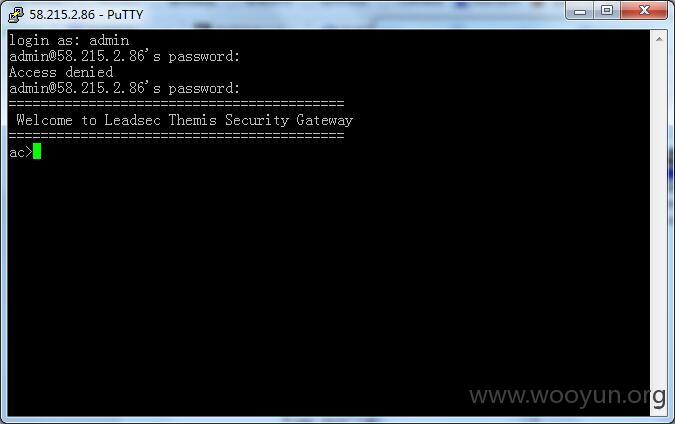 58.215.2.86 - PuTTY
login as: admin
admin@58.215.2.86's password:
Access denied
admin@58.215.2.86's password:
===========================================
Welcome to Leadsec Themis Security Gateway
===========================================
ac>
www.wooyun.org